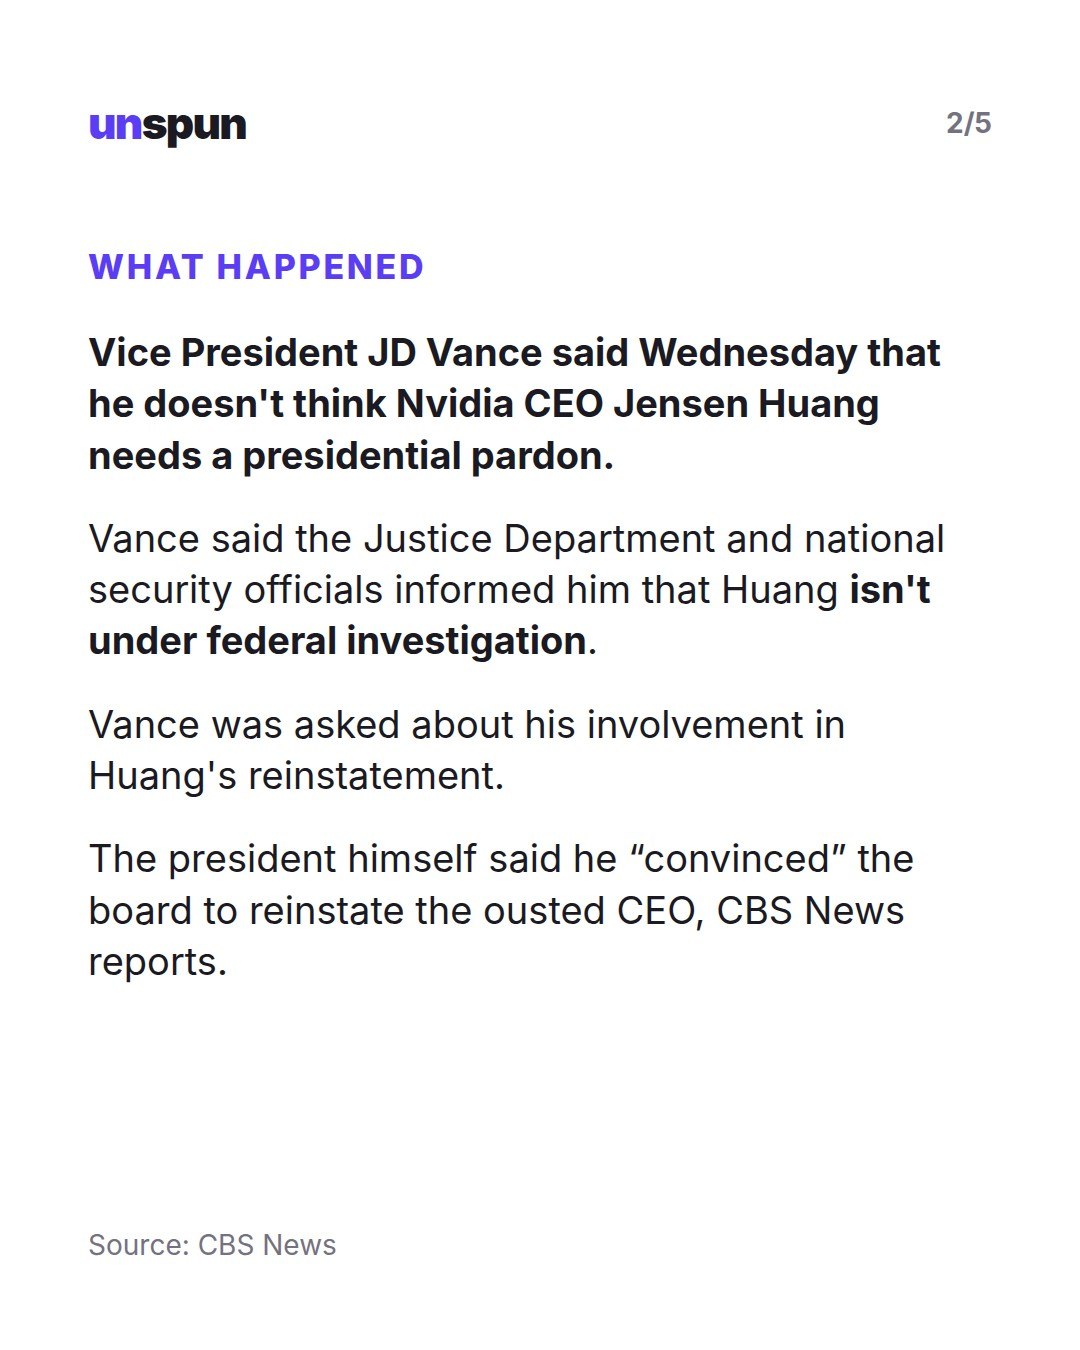 unspun
2/5
WHAT HAPPENED
Vice President JD Vance said Wednesday that
he doesn't think Nvidia CEO Jensen Huang
needs a presidential pardon.
Vance said the Justice Department and national
security officials informed him that Huang isn't
under federal investigation.
Vance was asked about his involvement in
Huang's reinstatement.
The president himself said he “convinced” the
board to reinstate the ousted CEO, CBS News
reports.
Source: CBS News